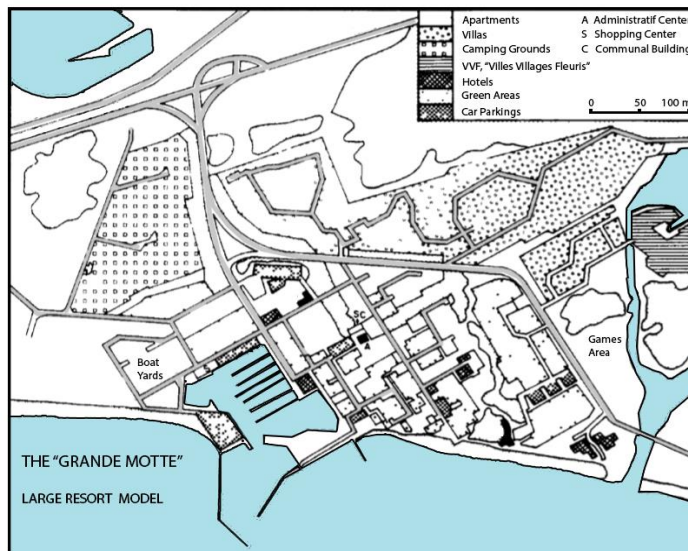 Apartments
Villas
Camping Grounds
VVF, "Villes Villages Fleuris"
Hotels
Green Areas
Car Parkings
A Administratif Center
S Shopping Center
C Communal Building
0 50 100 m
SC
A
S
Boat
Yards
Games
Area
THE "GRANDE MOTTE"
LARGE RESORT MODEL